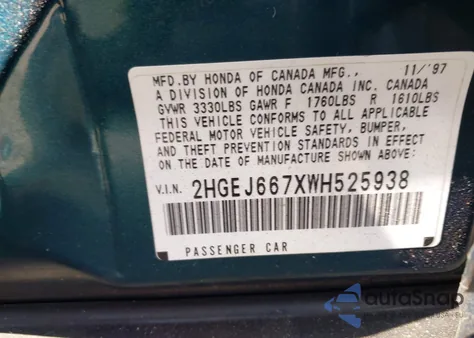 MFD.BY HONDA OF CANADA MFG., 11/'97
A DIVISION OF HONDA CANADA INC. CANADA
GVWR 3330LBS GAWR F 1760LBS R 1610LBS
THIS VEHICLE CONFORMS TO ALL APPLICABLE
FEDERAL MOTOR VEHICLE SAFETY, BUMPER,
AND THEFT PREVENTION STANDARDS IN EFFECT
ON THE DATE OF MANUFACTURE SHOWN ABOVE:
V.I.N. 2HGEJ667XWH525938
PASSENGER CAR
autoSnap